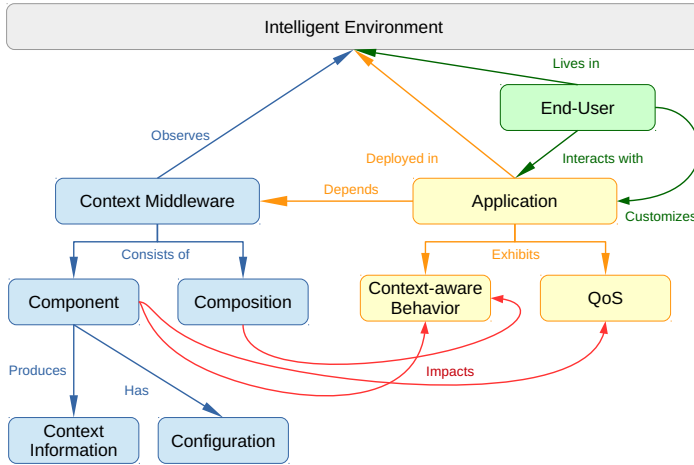 Intelligent Environment
Lives in
End-User
Observes
Deployed in
Interacts with
Context Middleware
Depends
Application
Customizes
Consists of
Exhibits
Component
Composition
Context-aware
Behavior
QoS
Produces
Has
Impacts
Context
Information
Configuration